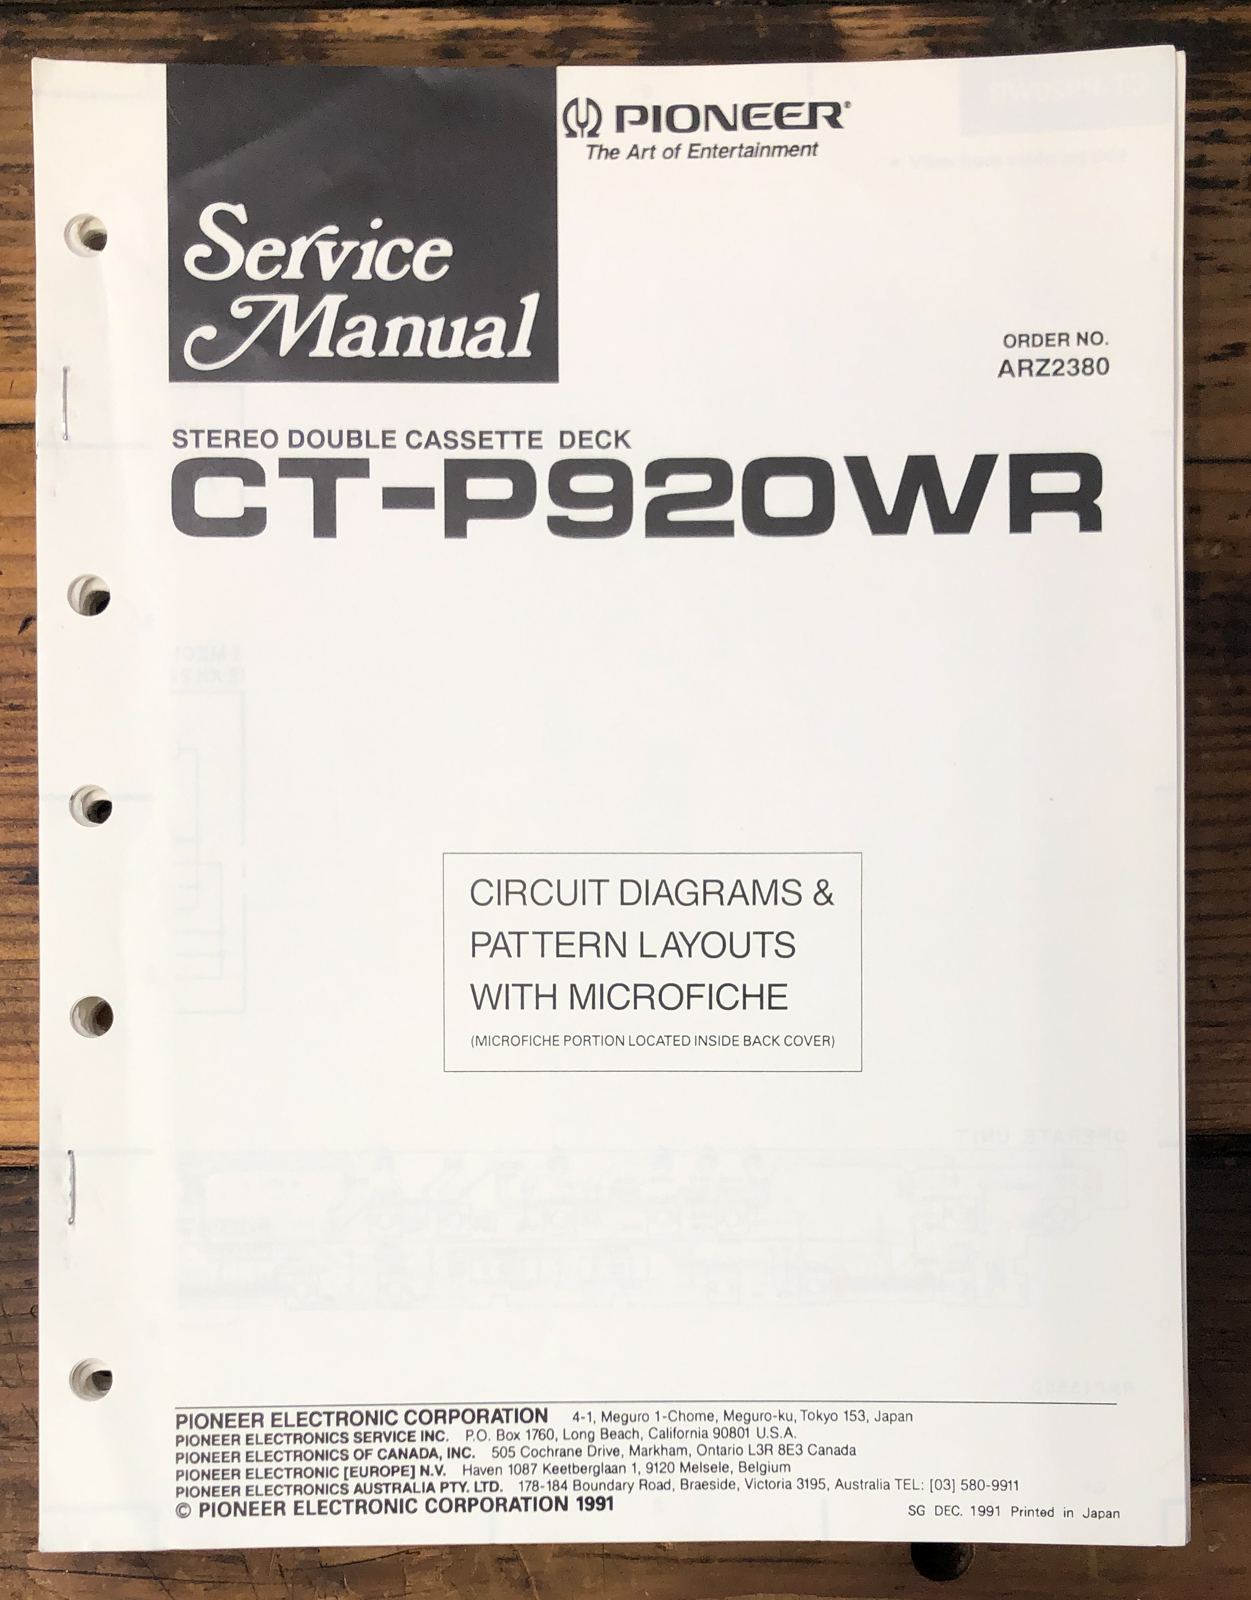 PIONEER®
The Art of Entertainment
Service
Manual
ORDER NO.
ARZ2380
STEREO DOUBLE CASSETTE DECK
CT-P920WR
CIRCUIT DIAGRAMS &
PATTERN LAYOUTS
WITH MICROFICHE
(MICROFICHE PORTION LOCATED INSIDE BACK COVER)
OPERATE UNIT
PIONEER ELECTRONIC CORPORATION 4-1, Meguro 1-Chome, Meguro-ku, Tokyo 153, Japan
PIONEER ELECTRONICS SERVICE INC. P.O. Box 1760, Long Beach, California 90801 U.S.A.
PIONEER ELECTRONICS OF CANADA, INC. 505 Cochrane Drive, Markham, Ontario L3R 8E3 Canada
PIONEER ELECTRONIC [EUROPE] N.V. Haven 1087 Keetberglaan 1, 9120 Melsele, Belgium
PIONEER ELECTRONICS AUSTRALIA PTY. LTD. 178-184 Boundary Road, Braeside, Victoria 3195, Australia TEL: [03] 580-9911
© PIONEER ELECTRONIC CORPORATION 1991
SG DEC. 1991 Printed in Japan